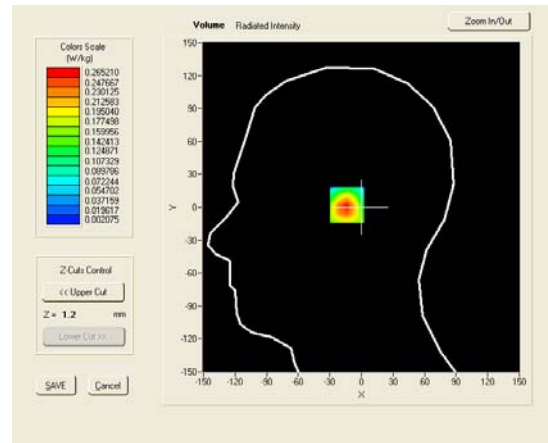 Volume Radiated Intensity
Zoom In/Out
Colors Scale
(W/kg)
0.265210
0.247667
0.230125
0.212583
0.195040
0.177498
0.159956
0.142413
0.124871
0.107329
0.089786
0.072244
0.054702
0.037159
0.019617
0.002075
Z-Cuts Control
<< Upper Cut
Z = 1.2 mm
Lower Cut >>
SAVE Cancel
150-
120-
90-
60-
30-
Y 0-
-30-
-60-
-90-
-120-
-150-
-150 -120 -90 -60 -30 0 30 60 90 120 150
X